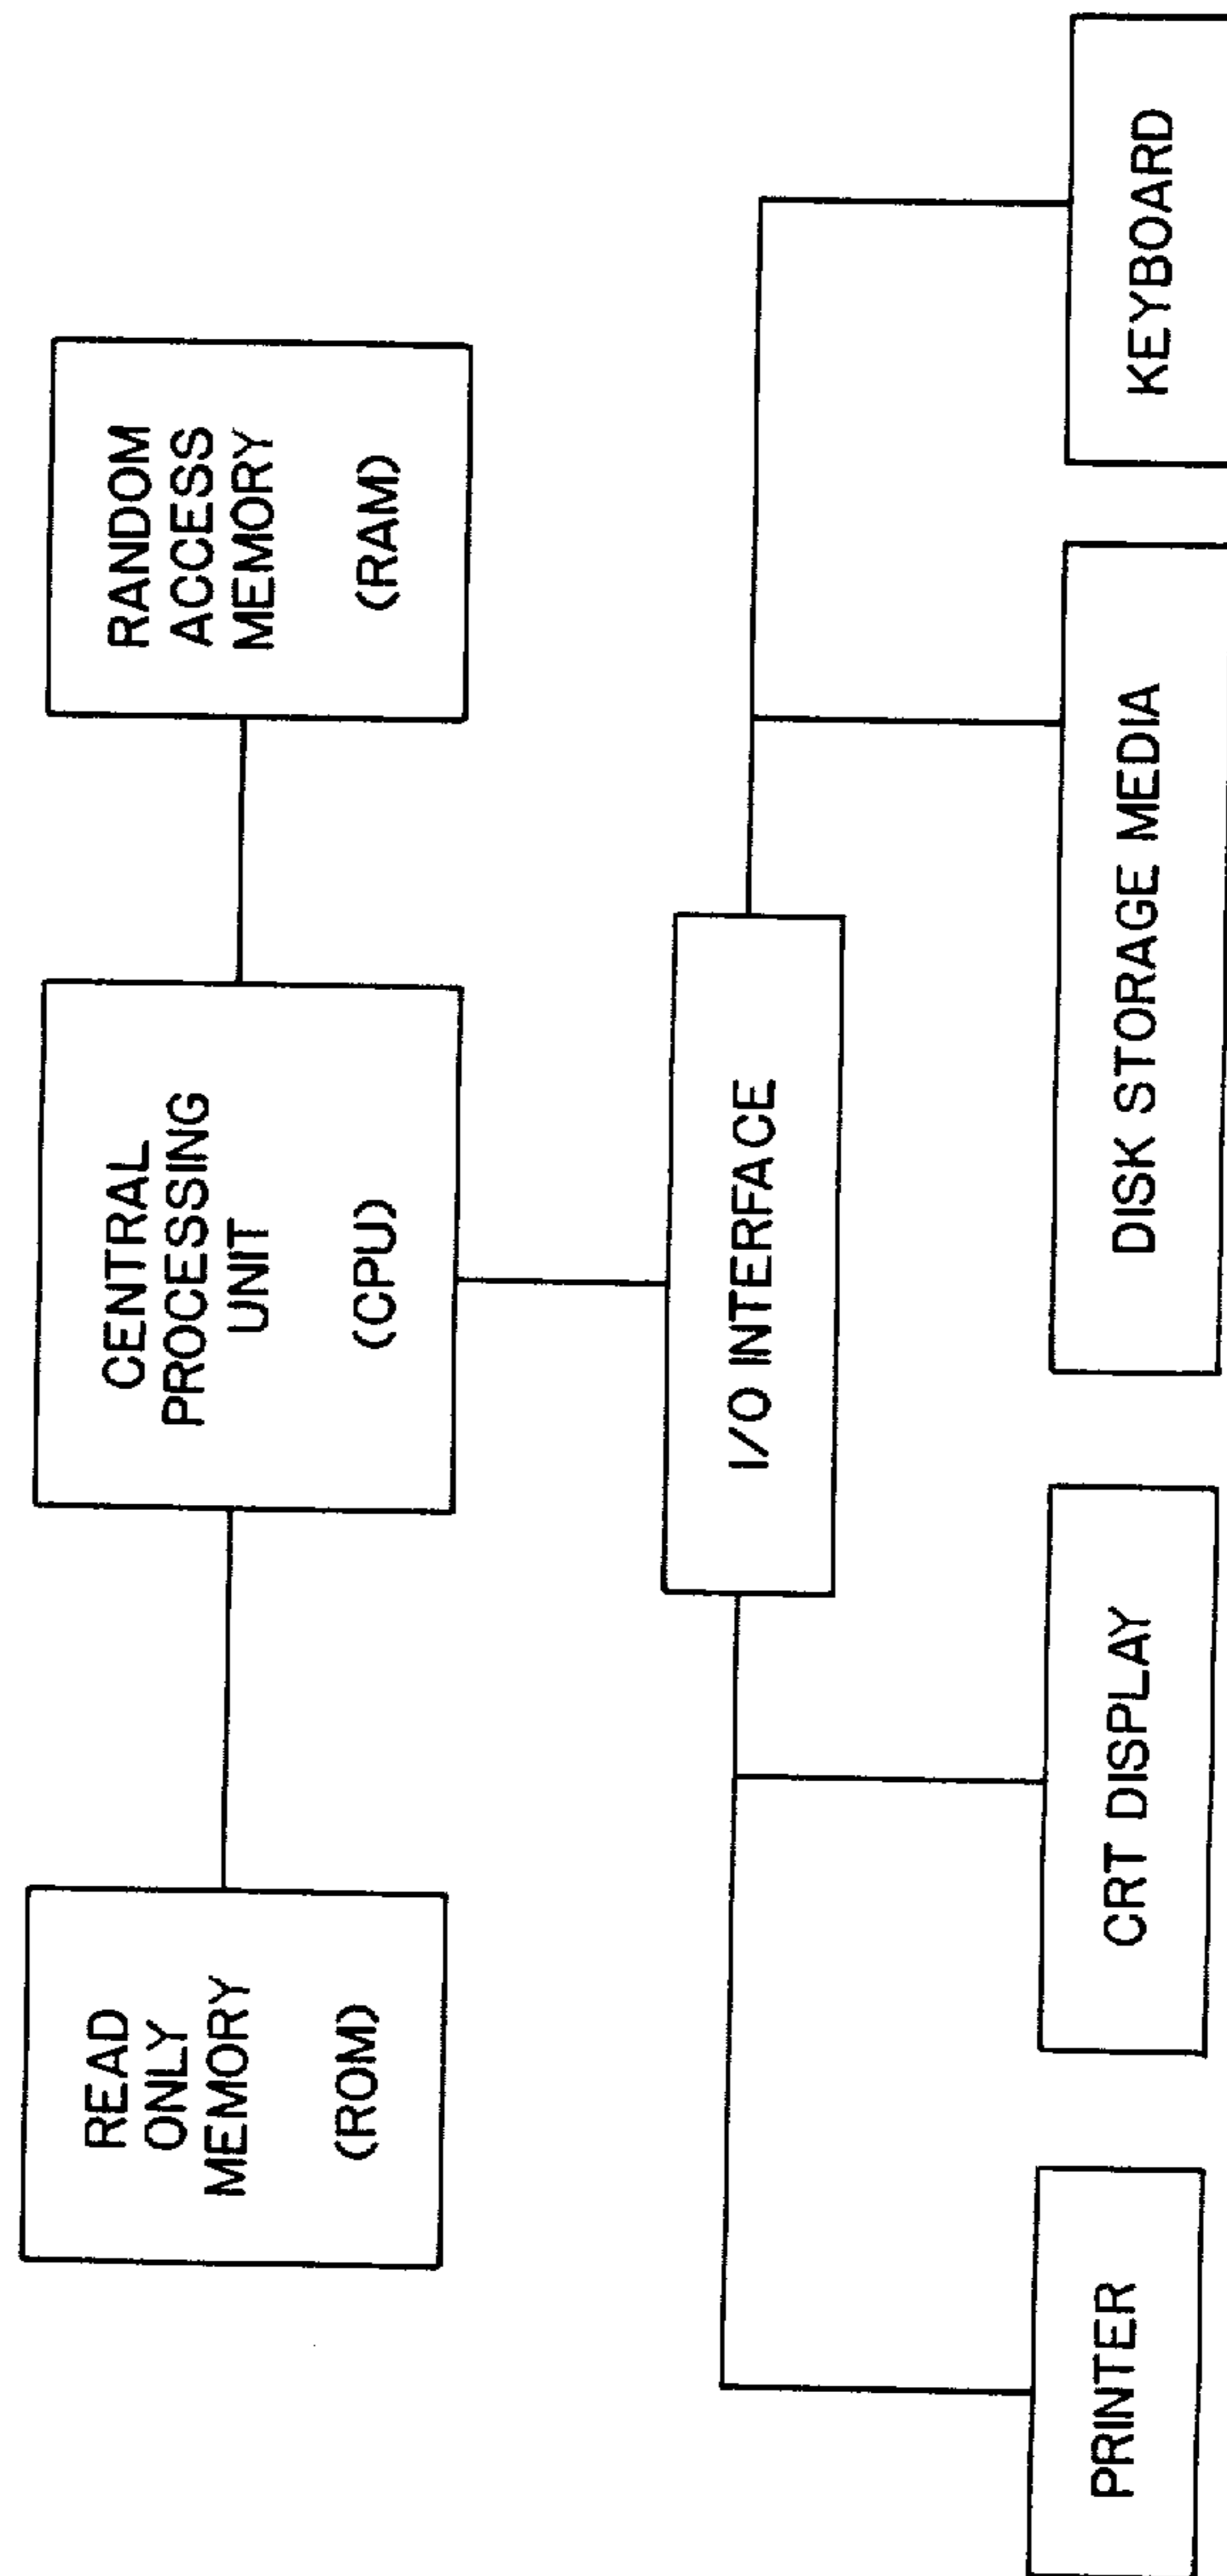 READ
ONLY
MEMORY
(ROM)
CENTRAL
PROCESSING
UNIT
(CPU)
RANDOM
ACCESS
MEMORY
(RAM)
I/O INTERFACE
PRINTER
CRT DISPLAY
DISK STORAGE MEDIA
KEYBOARD